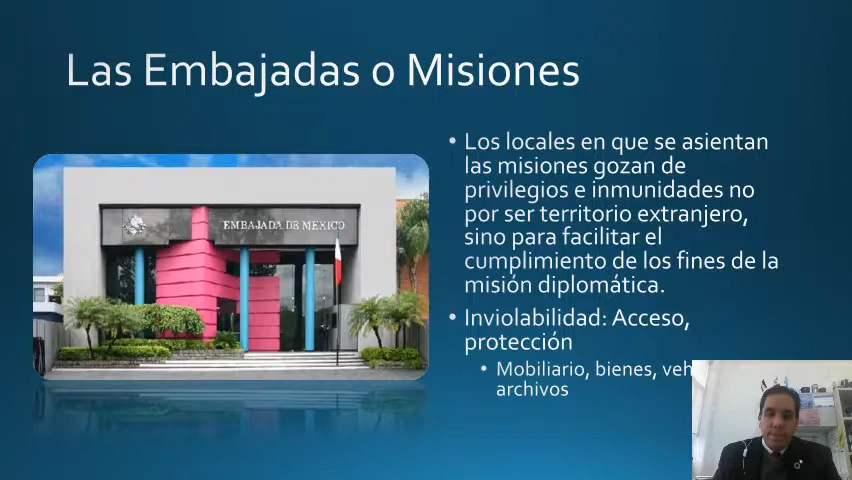 Las Embajadas o Misiones
EMBAJADA DE MEXICO
• Los locales en que se asientan
las misiones gozan de
privilegios e inmunidades no
por ser territorio extranjero,
sino para facilitar el
cumplimiento de los fines de la
misión diplomática.
• Inviolabilidad: Acceso,
protección
• Mobiliario, bienes,
archivos